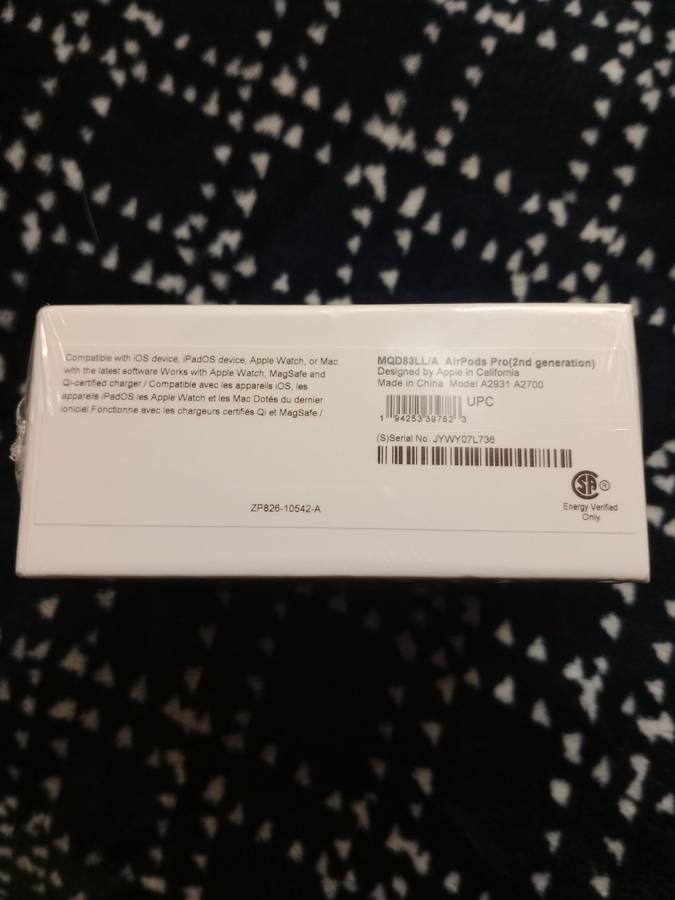 Compatible with iOS device, iPadOS device, Apple Watch, or Mac
with the latest software Works with Apple Watch, MagSafe and
Qi-certified charger / Compatible avec les appareils iOS, les
appareils iPadOS les Apple Watch et les Mac Dotés du dernier
loniciel Fonctionne avec les chargeurs certifiés Qi et MagSafe /
ZP826-10542-A
MQD83LL/A AirPods Pro(2nd generation)
Designed by Apple in California
Made in China Model A2931 A2700
UPC
1 94253 39762 3
(S)Serial No. JYWY07L736
SA ®
Energy Verified
Only